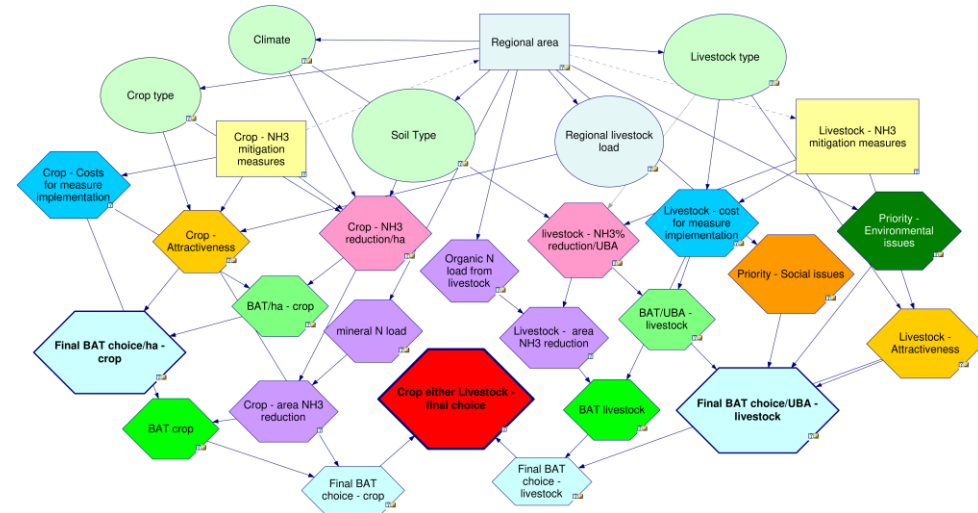 Climate
Regional area
Livestock type
Crop type
Crop - NH3
mitigation
measures
Soil Type
Regional livestock
load
Livestock - NH3
mitigation measures
Crop - Costs
for measure
implementation
Crop -
Attractiveness
Crop - NH3
reduction/ha
Organic N
load from
livestock
livestock - NH3%
reduction/UBA
Livestock - cost
for measure
implementation
Priority -
Environmental
issues
Priority - Social issues
BAT/ha - crop
mineral N load
Livestock - area
NH3 reduction
BAT/UBA -
livestock
Livestock -
Attractiveness
Final BAT choice/ha -
crop
Crop either Livestock -
final choice
Final BAT choice/UBA -
livestock
BAT crop
Crop - area NH3
reduction
BAT livestock
Final BAT
choice - crop
Final BAT
choice -
livestock